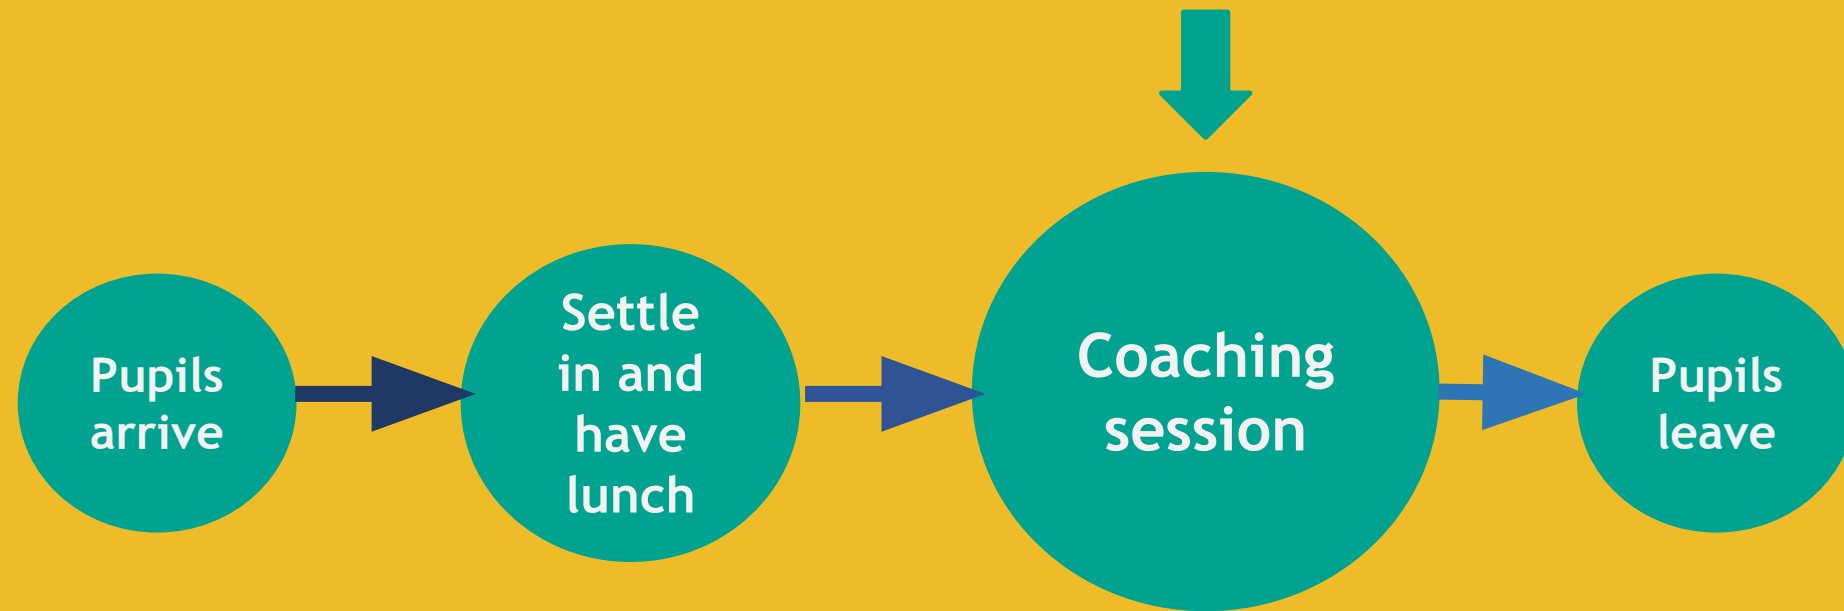 Pupils
arrive
Settle
in and
have
lunch
Coaching
session
Pupils
leave